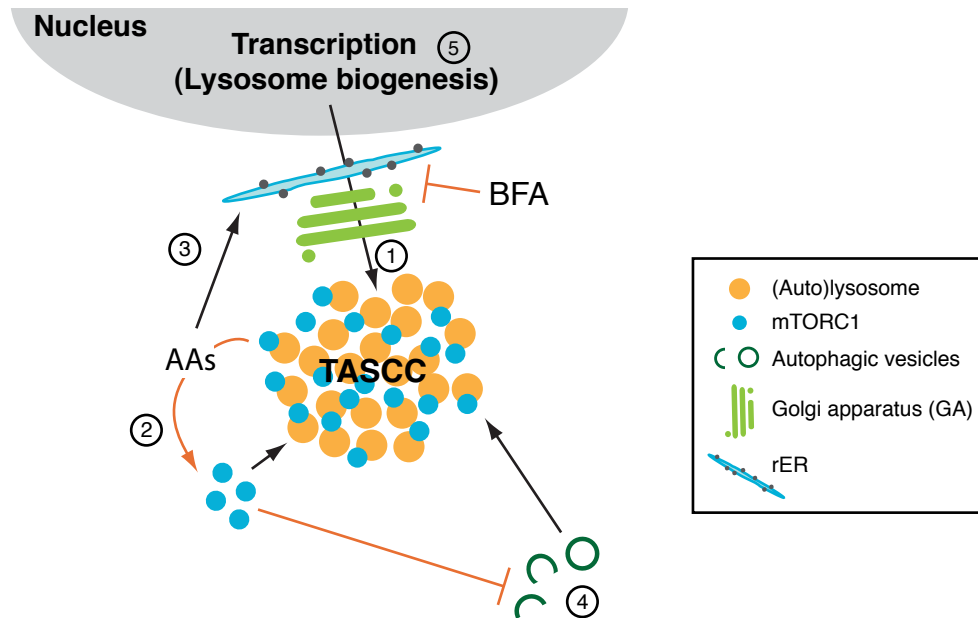 Nucleus
Transcription 5
(Lysosome biogenesis)
BFA
3
1
AAs
TASCC
2
4
(Auto)lysosome
mTORC1
Autophagic vesicles
Golgi apparatus (GA)
rER